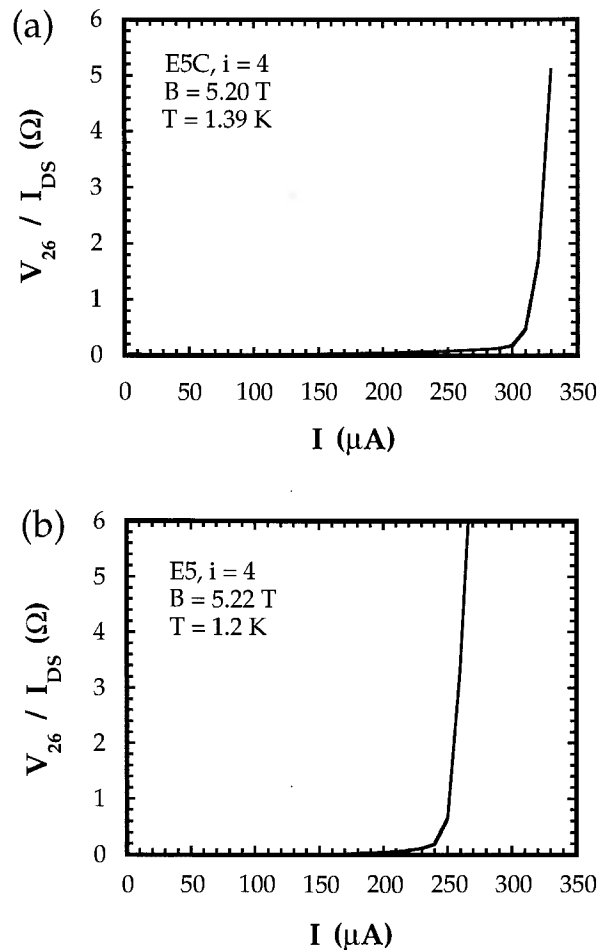 (a)
6
5
4
3
2
1
0
V26 / IDS (Ω)
E5C, i = 4
B = 5.20 T
T = 1.39 K
0 50 100 150 200 250 300 350
I (μA)
(b)
6
5
4
3
2
1
0
V26 / IDS (Ω)
E5, i = 4
B = 5.22 T
T = 1.2 K
0 50 100 150 200 250 300 350
I (μA)